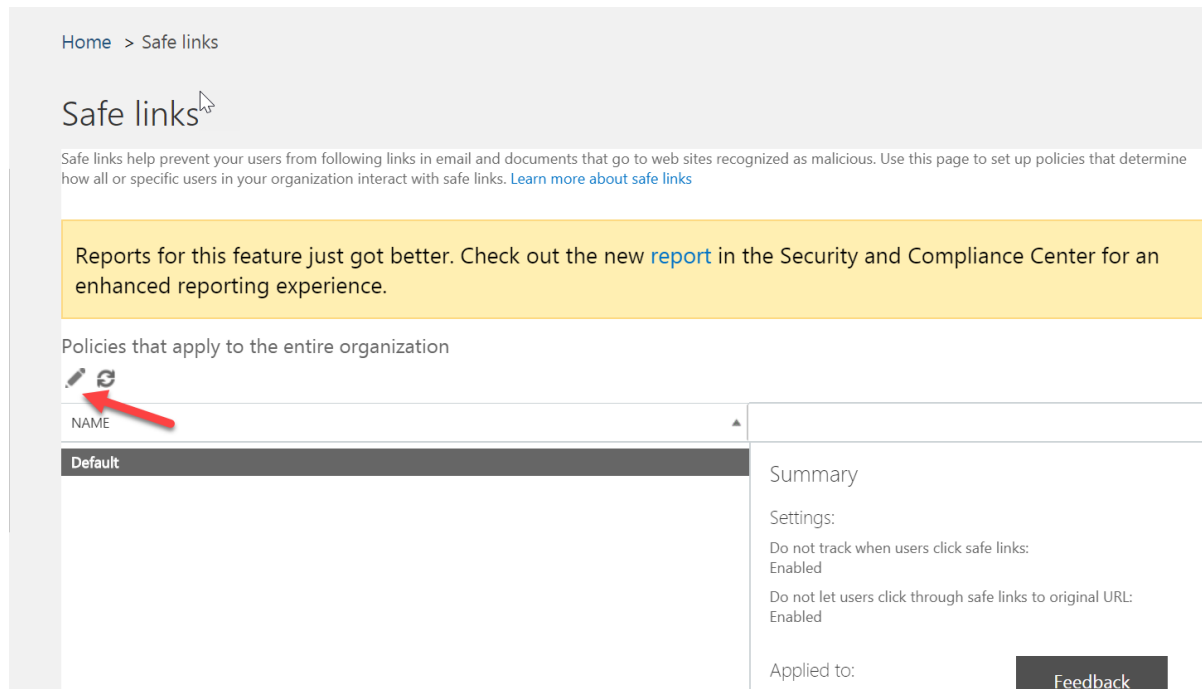 Home > Safe links
Safe links
Safe links help prevent your users from following links in email and documents that go to web sites recognized as malicious. Use this page to set up policies that determine
how all or specific users in your organization interact with safe links. Learn more about safe links
Reports for this feature just got better. Check out the new report in the Security and Compliance Center for an
enhanced reporting experience.
Policies that apply to the entire organization
NAME
Default
Summary
Settings:
Do not track when users click safe links:
Enabled
Do not let users click through safe links to original URL:
Enabled
Applied to:
Feedback